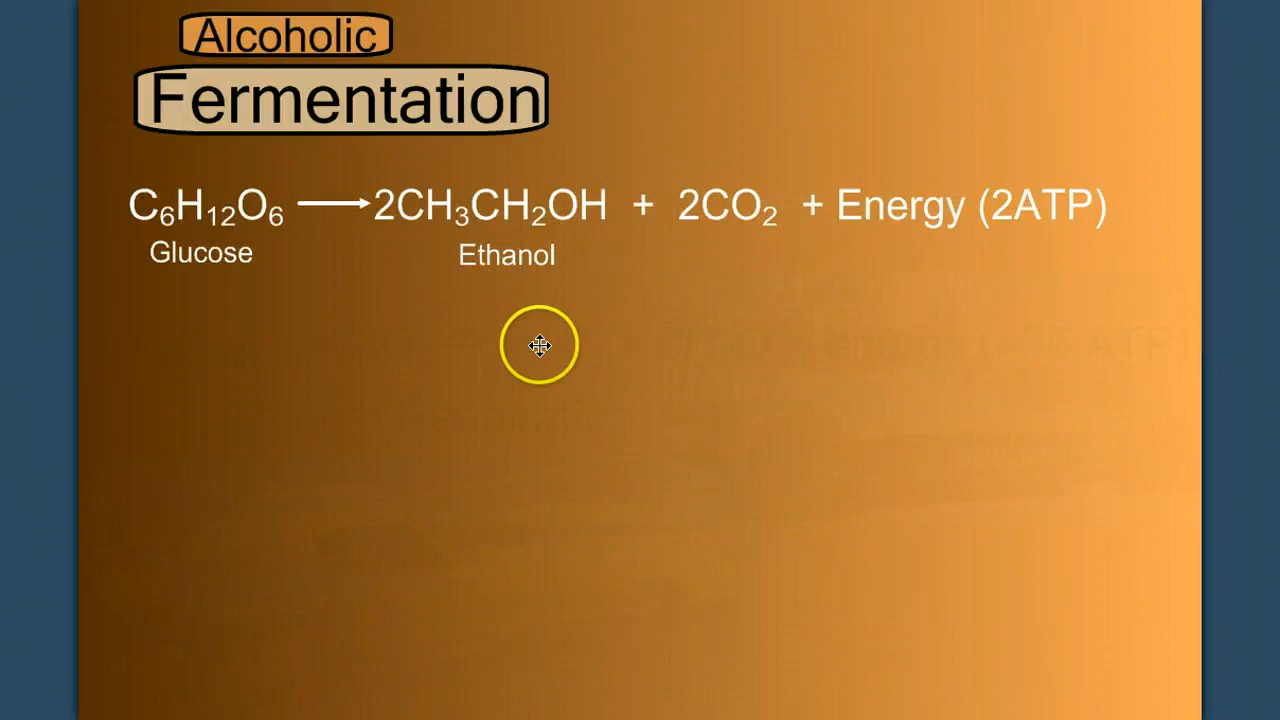 Alcoholic
Fermentation
C₆H₁₂O₆ ⟶ 2CH₃CH₂OH + 2CO₂ + Energy (2ATP)
Glucose Ethanol